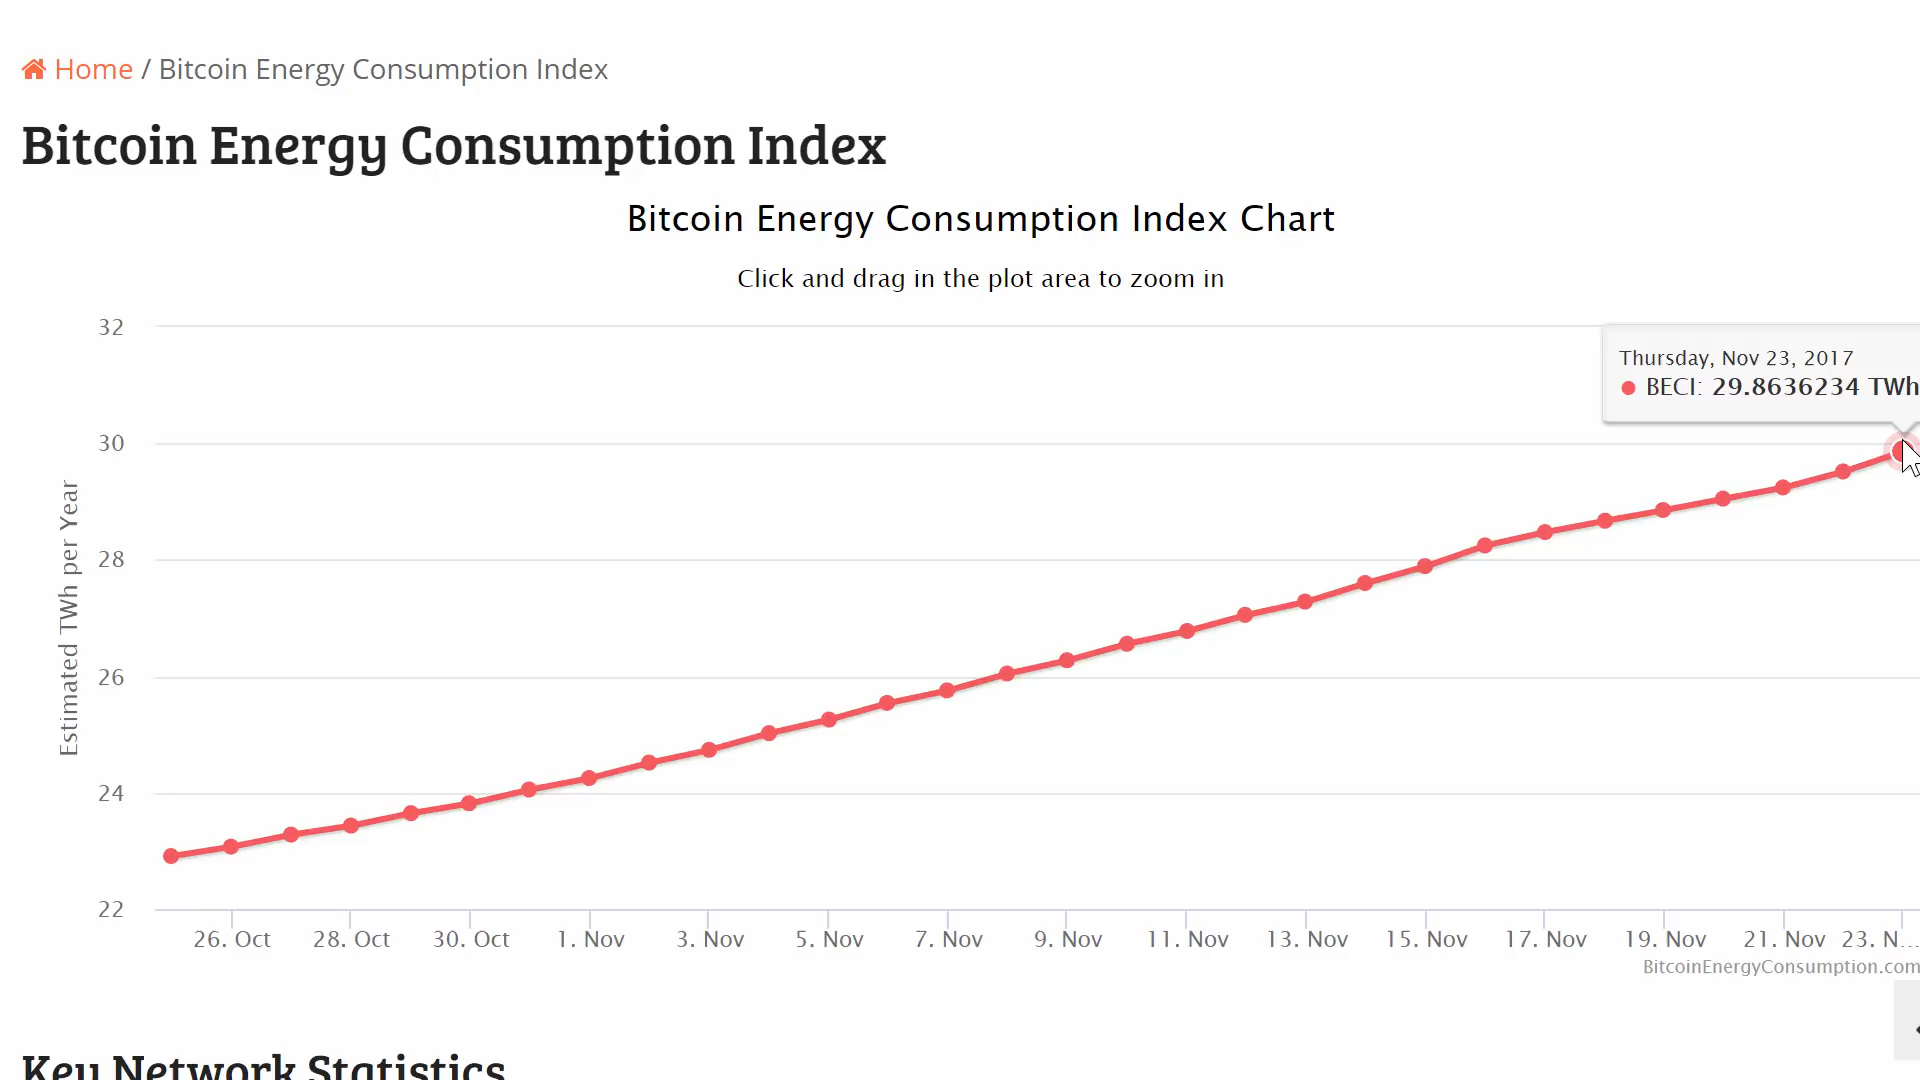 Home / Bitcoin Energy Consumption Index
Bitcoin Energy Consumption Index
Bitcoin Energy Consumption Index Chart
Click and drag in the plot area to zoom in
32
Thursday, Nov 23, 2017
BECI: 29.8636234 TWh
30
28
26
24
22
Estimated TWh per Year
26. Oct 28. Oct 30. Oct 1. Nov 3. Nov 5. Nov 7. Nov 9. Nov 11. Nov 13. Nov 15. Nov 17. Nov 19. Nov 21. Nov 23. N...
BitcoinEnergyConsumption.com
Key Network Statistics